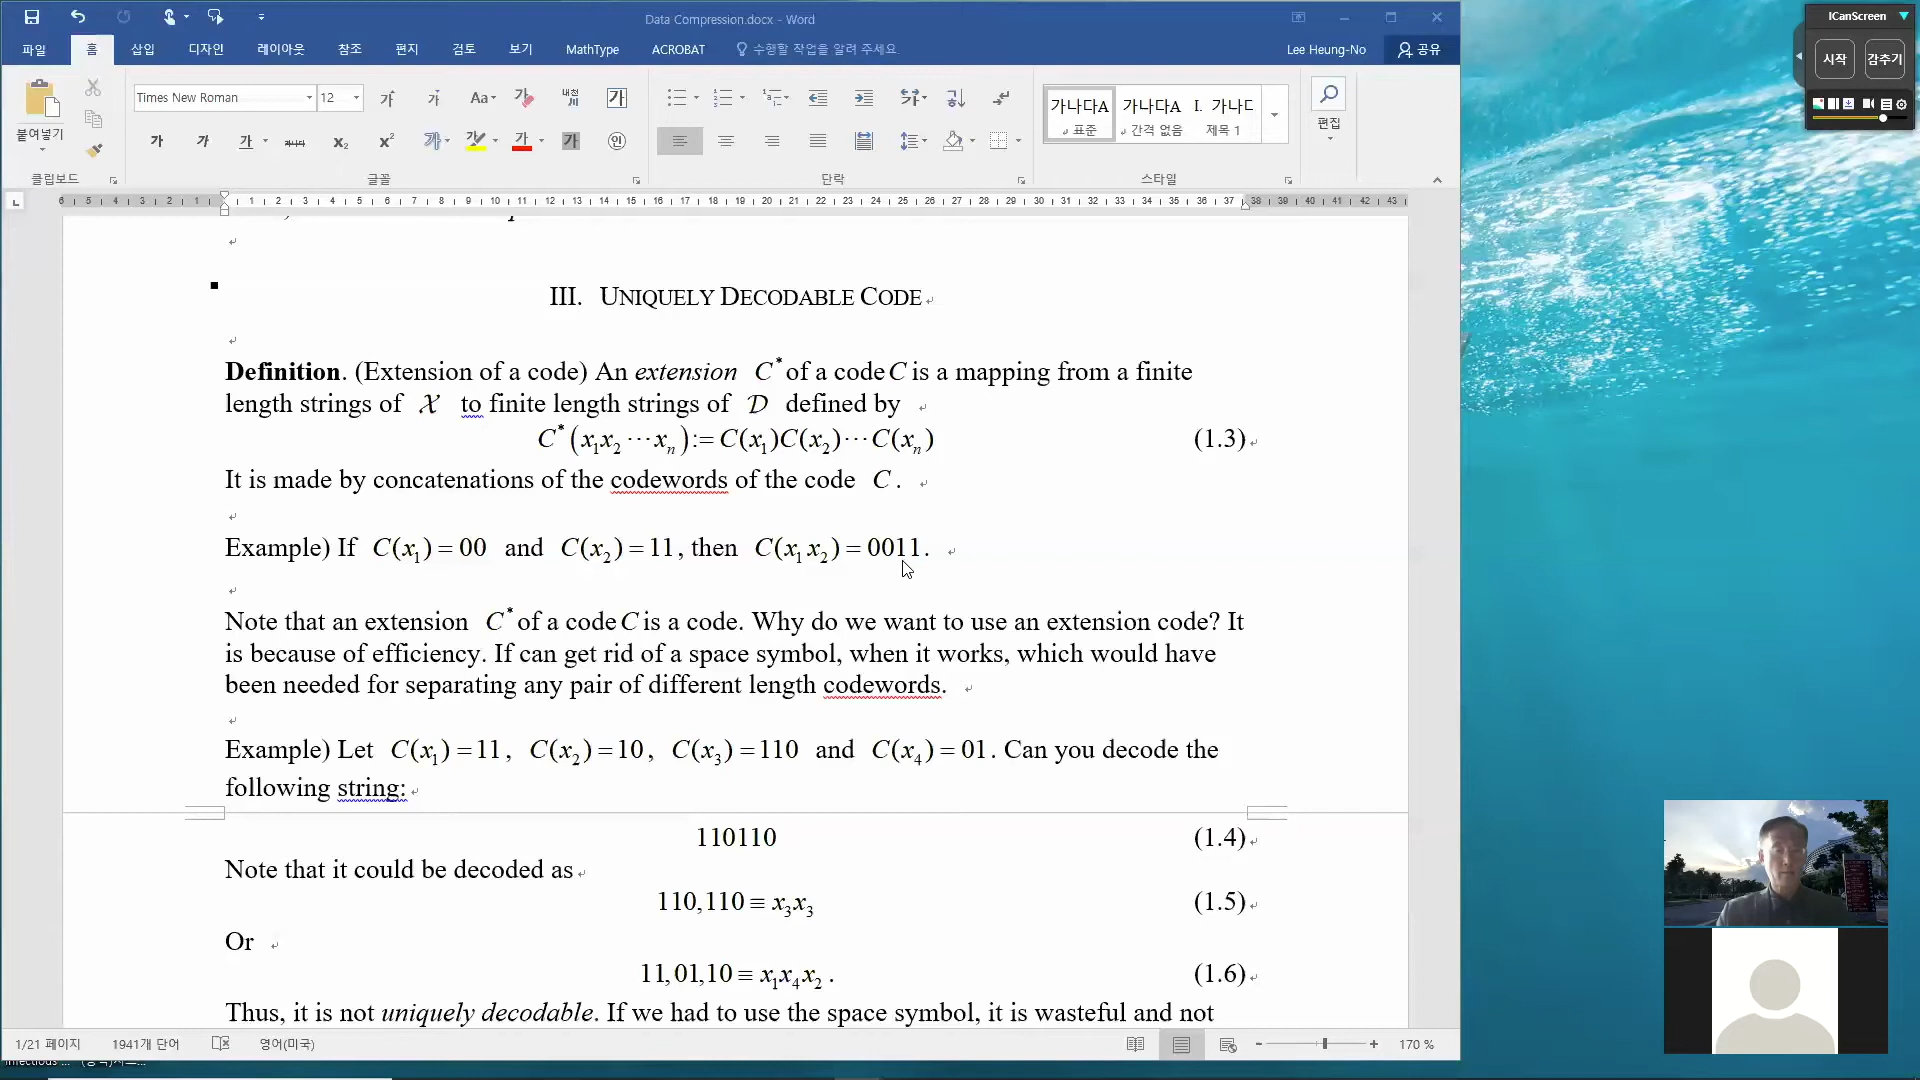 Data Compression.docx - Word
ICanScreen
시작 감추기
파일 홈 삽입 디자인 레이아웃 참조 편지 검토 보기 MathType ACROBAT 수행할 작업을 알려 주세요. Lee Heung-No 공유
Times New Roman 12
붙여넣기
가나다A 가나다A I. 가나다
표준 간격 없음 제목 1
편집
클립보드 글꼴 단락 스타일
III. UNIQUELY DECODABLE CODE
Definition. (Extension of a code) An extension C* of a code C is a mapping from a finite
length strings of 𝒳 to finite length strings of 𝒟 defined by
C*(x₁x₂⋯xₙ) := C(x₁)C(x₂)⋯C(xₙ) (1.3)
It is made by concatenations of the codewords of the code C .
Example) If C(x₁) = 00 and C(x₂) = 11, then C(x₁x₂) = 0011.
Note that an extension C* of a code C is a code. Why do we want to use an extension code? It
is because of efficiency. If can get rid of a space symbol, when it works, which would have
been needed for separating any pair of different length codewords.
Example) Let C(x₁) = 11, C(x₂) = 10, C(x₃) = 110 and C(x₄) = 01. Can you decode the
following string:
110110 (1.4)
Note that it could be decoded as
110,110 ≡ x₃x₃ (1.5)
Or
11,01,10 ≡ x₁x₄x₂ . (1.6)
Thus, it is not uniquely decodable. If we had to use the space symbol, it is wasteful and not
1/21 페이지 1941개 단어 영어(미국) 170 %